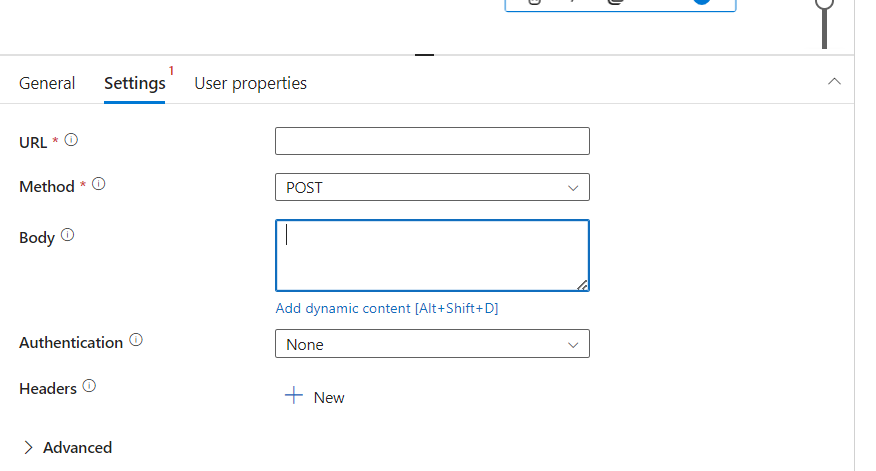 General Settings 1 User properties
URL *
Method * POST
Body
Add dynamic content [Alt+Shift+D]
Authentication None
Headers New
Advanced